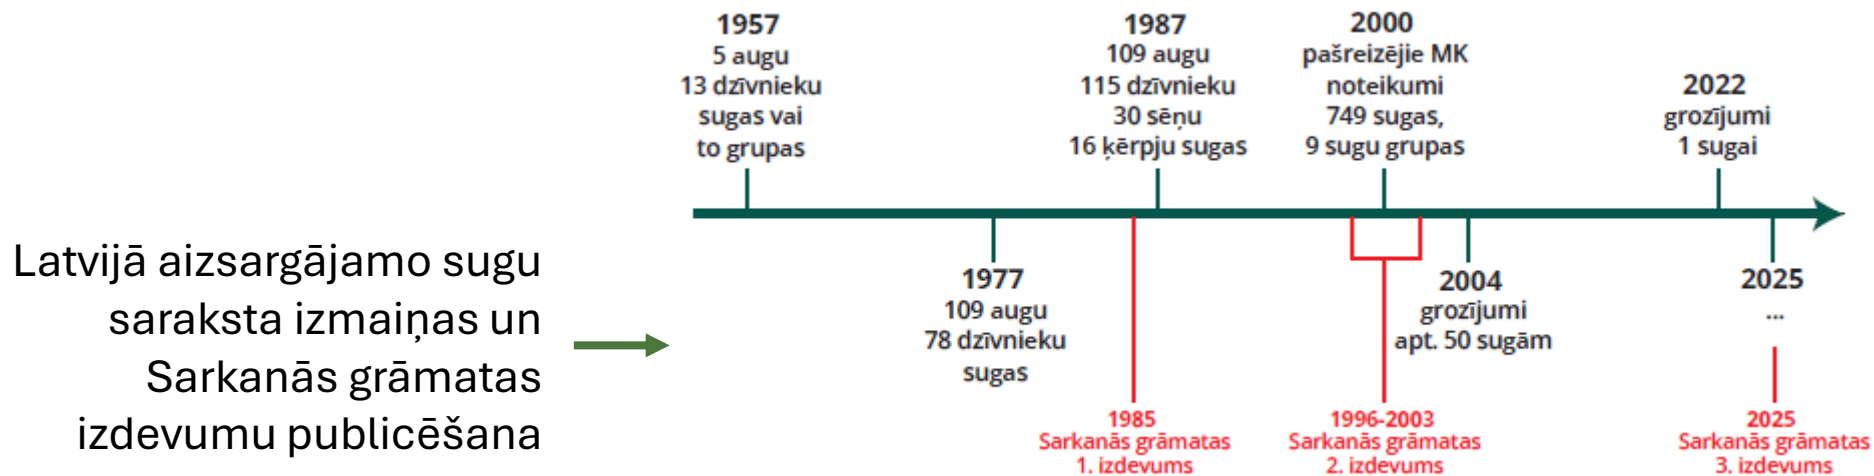 Latvijā aizsargājamo sugu
saraksta izmaiņas un
Sarkanās grāmatas
izdevumu publicēšana
1957
5 augu
13 dzīvnieku
sugas vai
to grupas
1977
109 augu
78 dzīvnieku
sugas
1985
Sarkanās grāmatas
1. izdevums
1987
109 augu
115 dzīvnieku
30 sēņu
16 ķērpju sugas
2000
pašreizējie MK
noteikumi
749 sugas,
9 sugu grupas
1996-2003
Sarkanās grāmatas
2. izdevums
2004
grozījumi
apt. 50 sugām
2022
grozījumi
1 sugai
2025
...
2025
Sarkanās grāmatas
3. izdevums